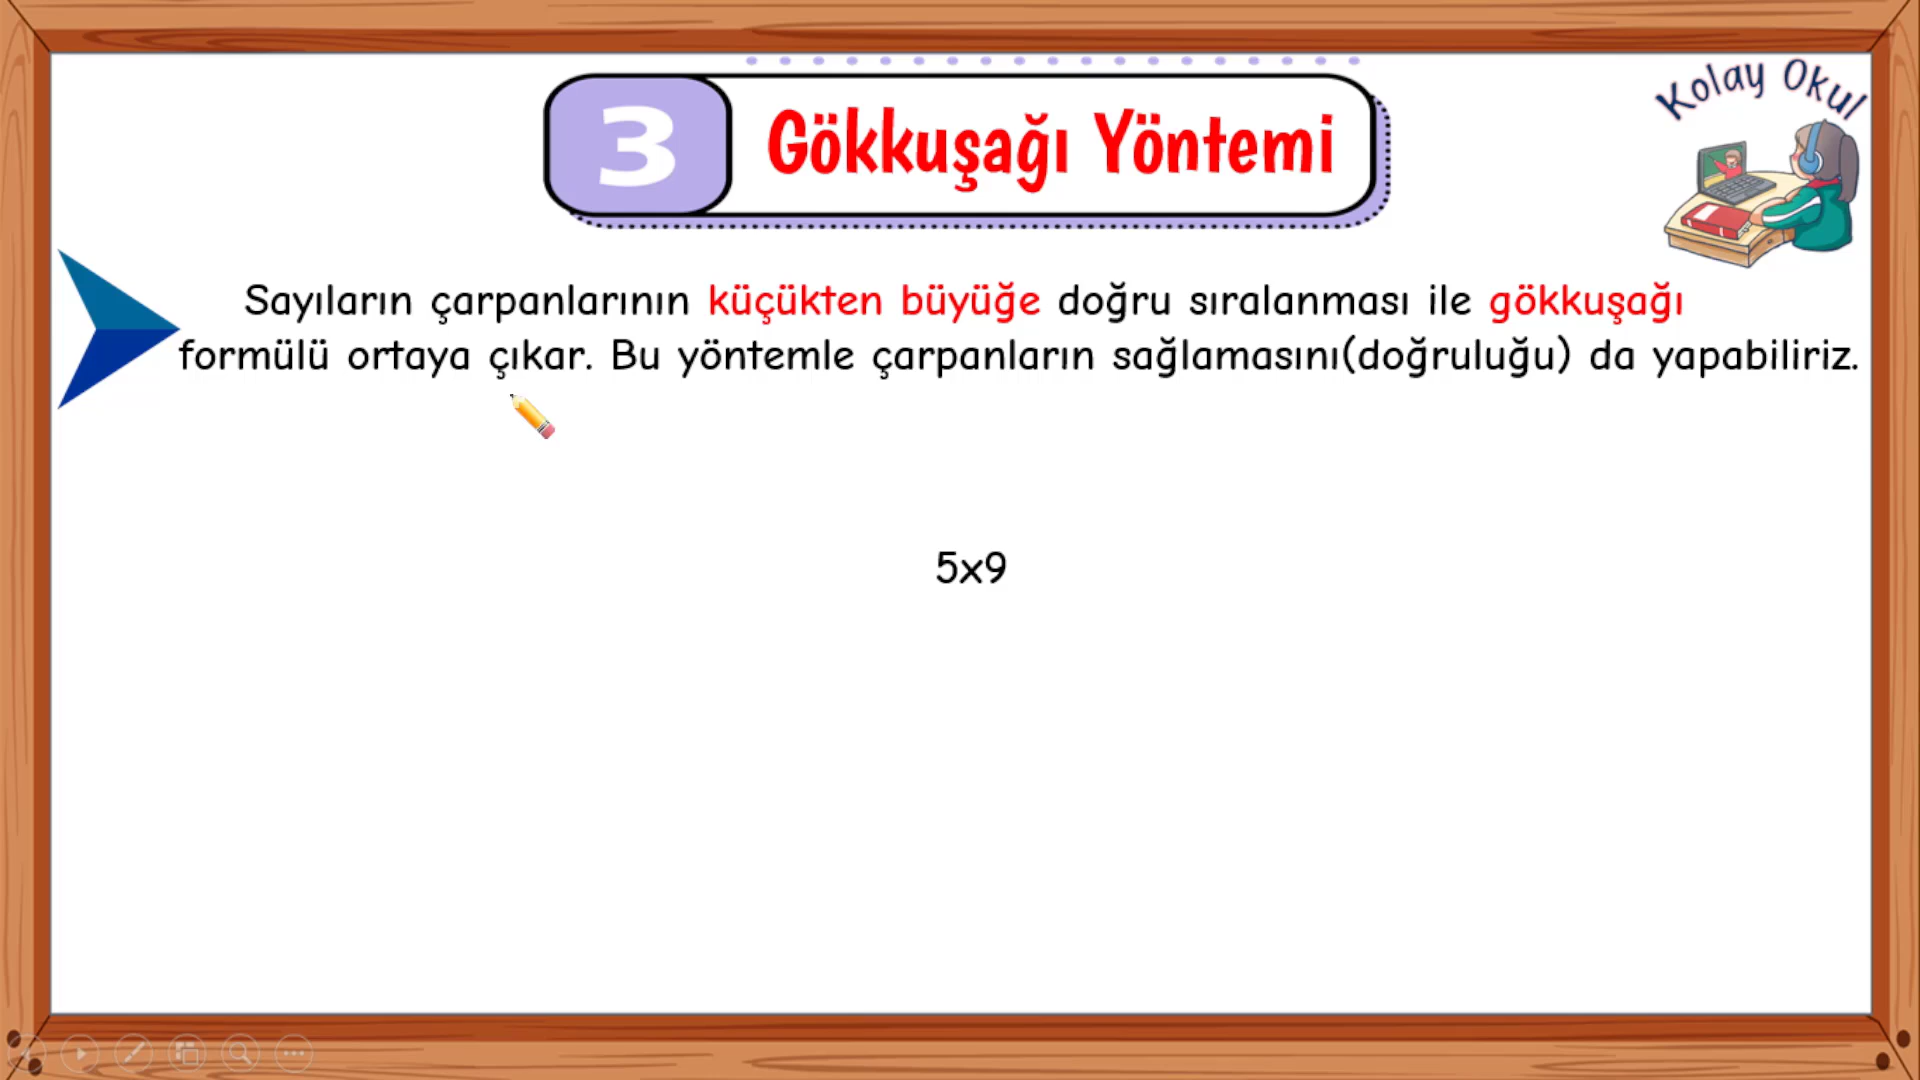 Kolay Okul
3 Gökkuşağı Yöntemi
Sayıların çarpanlarının küçükten büyüğe doğru sıralanması ile gökkuşağı
formülü ortaya çıkar. Bu yöntemle çarpanların sağlamasını(doğruluğu) da yapabiliriz.
5x9